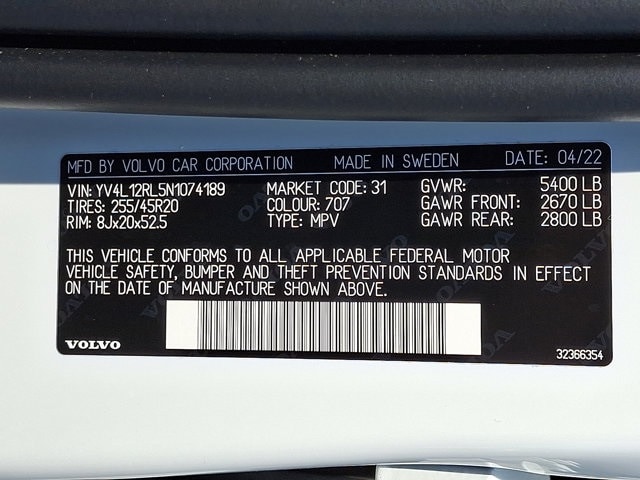 MFD BY VOLVO CAR CORPORATION MADE IN SWEDEN DATE: 04/22
VIN: YV4L12RL5N1074189 MARKET CODE: 31 GVWR: 5400 LB
TIRES: 255/45R20 COLOUR: 707 GAWR FRONT: 2670 LB
RIM: 8Jx20x52.5 TYPE: MPV GAWR REAR: 2800 LB
THIS VEHICLE CONFORMS TO ALL APPLICABLE FEDERAL MOTOR
VEHICLE SAFETY, BUMPER AND THEFT PREVENTION STANDARDS IN EFFECT
ON THE DATE OF MANUFACTURE SHOWN ABOVE.
VOLVO
32366354